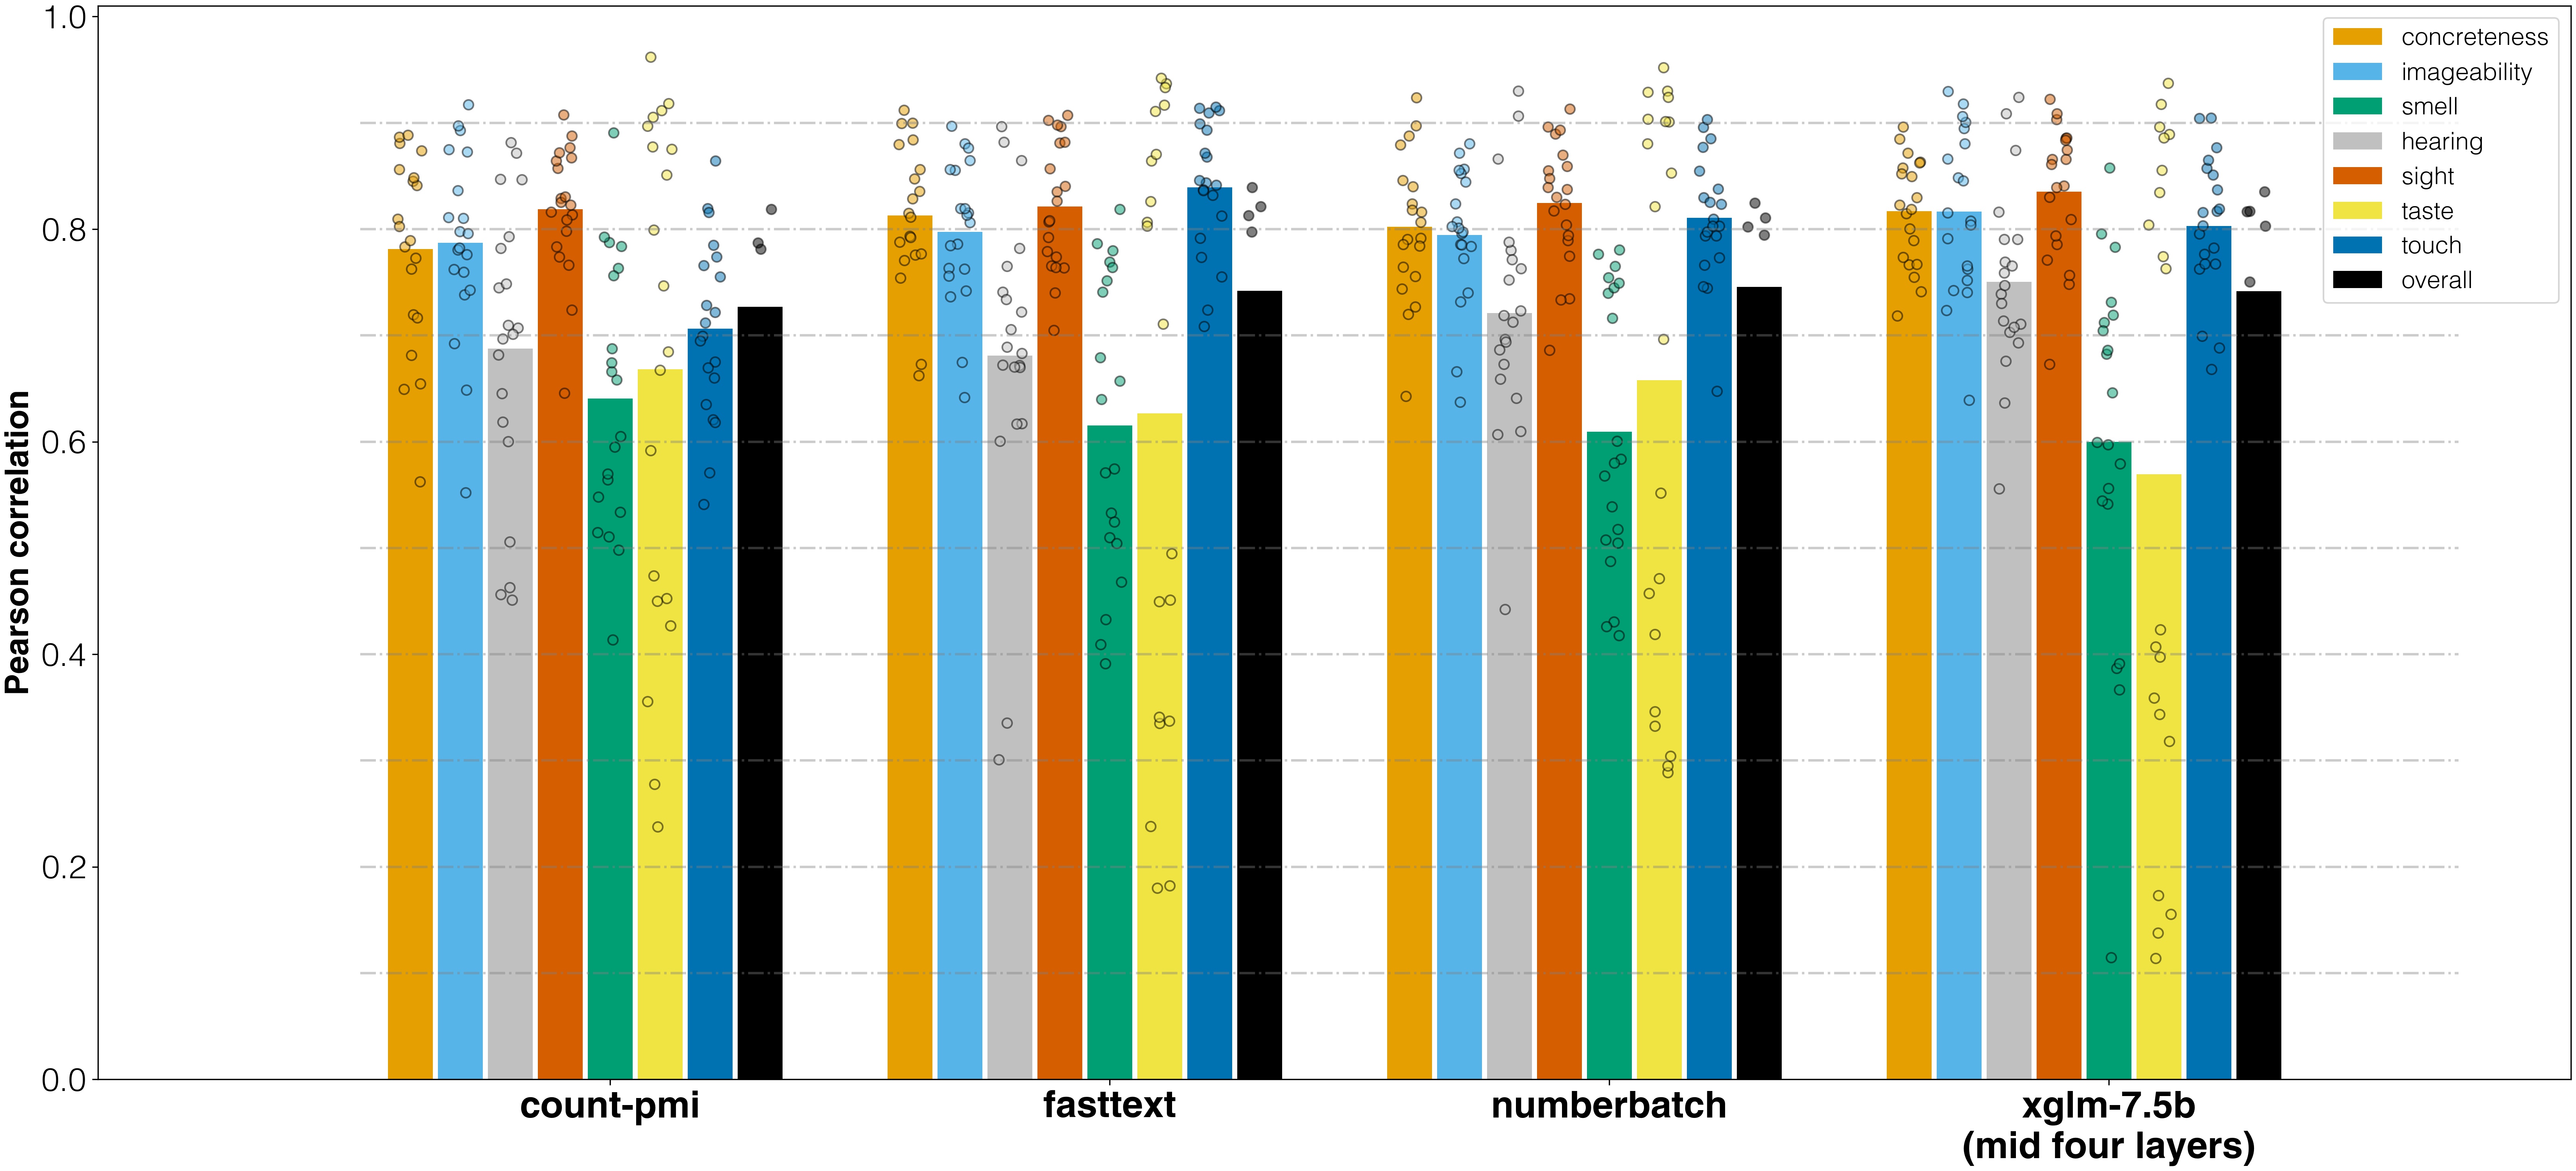 1.0
0.8
0.6
0.4
0.2
0.0
Pearson correlation
concreteness
imageability
smell
hearing
sight
taste
touch
overall
count-pmi
fasttext
numberbatch
xglm-7.5b
(mid four layers)